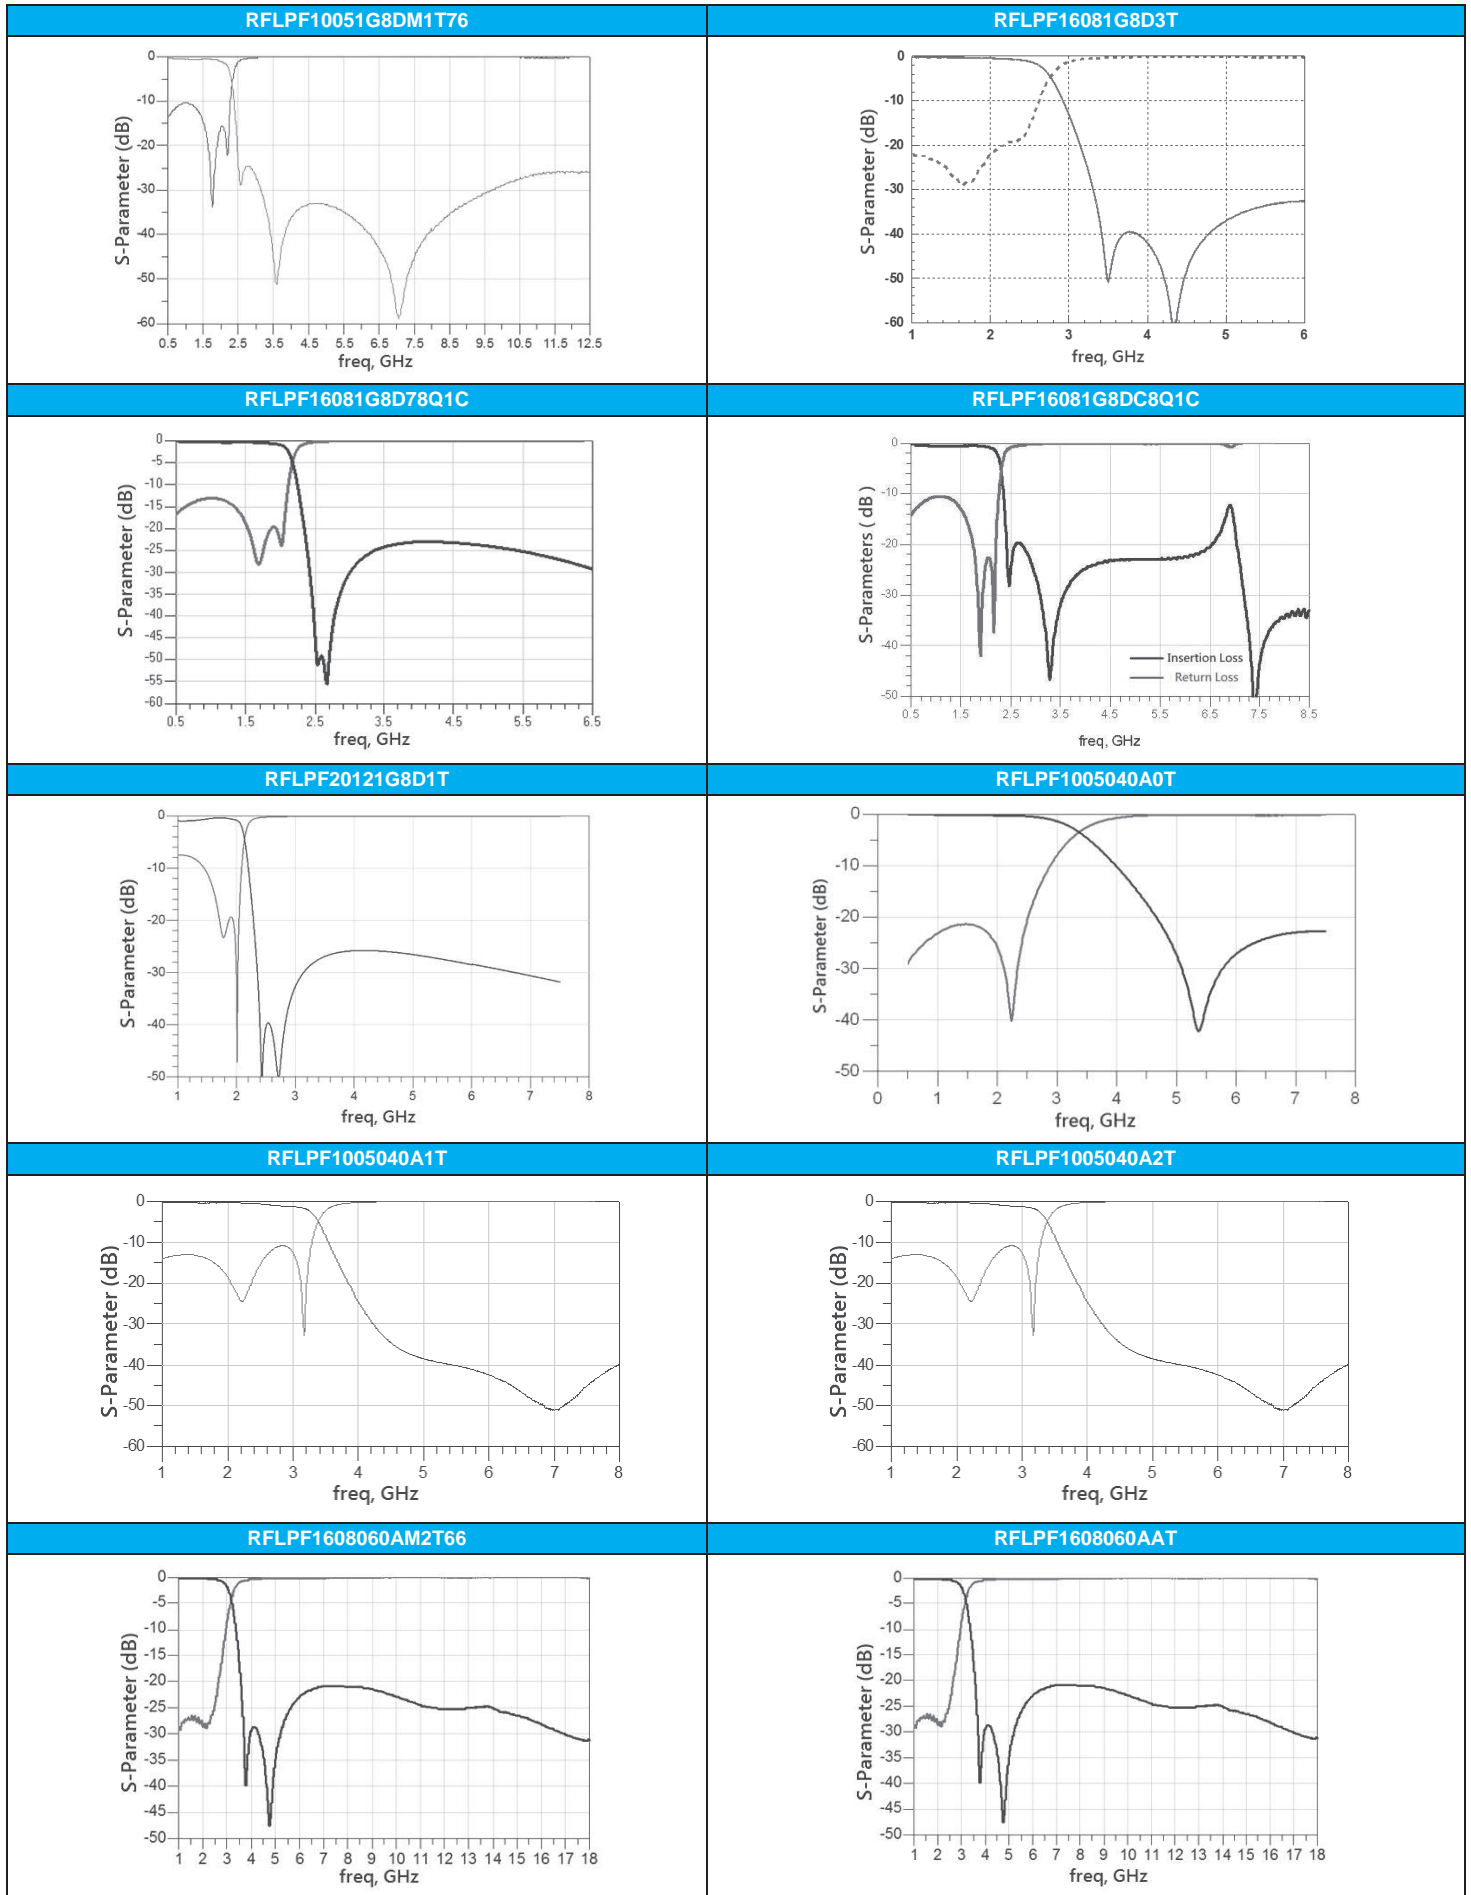 RFLPF10051G8DM1T76
0
-10
-20
-30
-40
-50
-60
S-Parameter (dB)
0.5 1.5 2.5 3.5 4.5 5.5 6.5 7.5 8.5 9.5 10.5 11.5 12.5
freq, GHz
RFLPF16081G8D3T
0
-10
-20
-30
-40
-50
-60
S-Parameter (dB)
1 2 3 4 5 6
freq, GHz
RFLPF16081G8D78Q1C
0
-5
-10
-15
-20
-25
-30
-35
-40
-45
-50
-55
-60
S-Parameter (dB)
0.5 1.5 2.5 3.5 4.5 5.5 6.5
freq, GHz
RFLPF16081G8DC8Q1C
0
-10
-20
-30
-40
-50
S-Parameters ( dB )
Insertion Loss
Return Loss
0.5 1.5 2.5 3.5 4.5 5.5 6.5 7.5 8.5
freq, GHz
RFLPF20121G8D1T
0
-10
-20
-30
-40
-50
S-Parameter (dB)
1 2 3 4 5 6 7 8
freq, GHz
RFLPF1005040A0T
0
-10
-20
-30
-40
-50
S-Parameter (dB)
0 1 2 3 4 5 6 7 8
freq, GHz
RFLPF1005040A1T
0
-10
-20
-30
-40
-50
-60
S-Parameter (dB)
1 2 3 4 5 6 7 8
freq, GHz
RFLPF1005040A2T
0
-10
-20
-30
-40
-50
-60
S-Parameter (dB)
1 2 3 4 5 6 7 8
freq, GHz
RFLPF1608060AM2T66
0
-5
-10
-15
-20
-25
-30
-35
-40
-45
-50
S-Parameter (dB)
1 2 3 4 5 6 7 8 9 10 11 12 13 14 15 16 17 18
freq, GHz
RFLPF1608060AAT
0
-5
-10
-15
-20
-25
-30
-35
-40
-45
-50
S-Parameter (dB)
1 2 3 4 5 6 7 8 9 10 11 12 13 14 15 16 17 18
freq, GHz